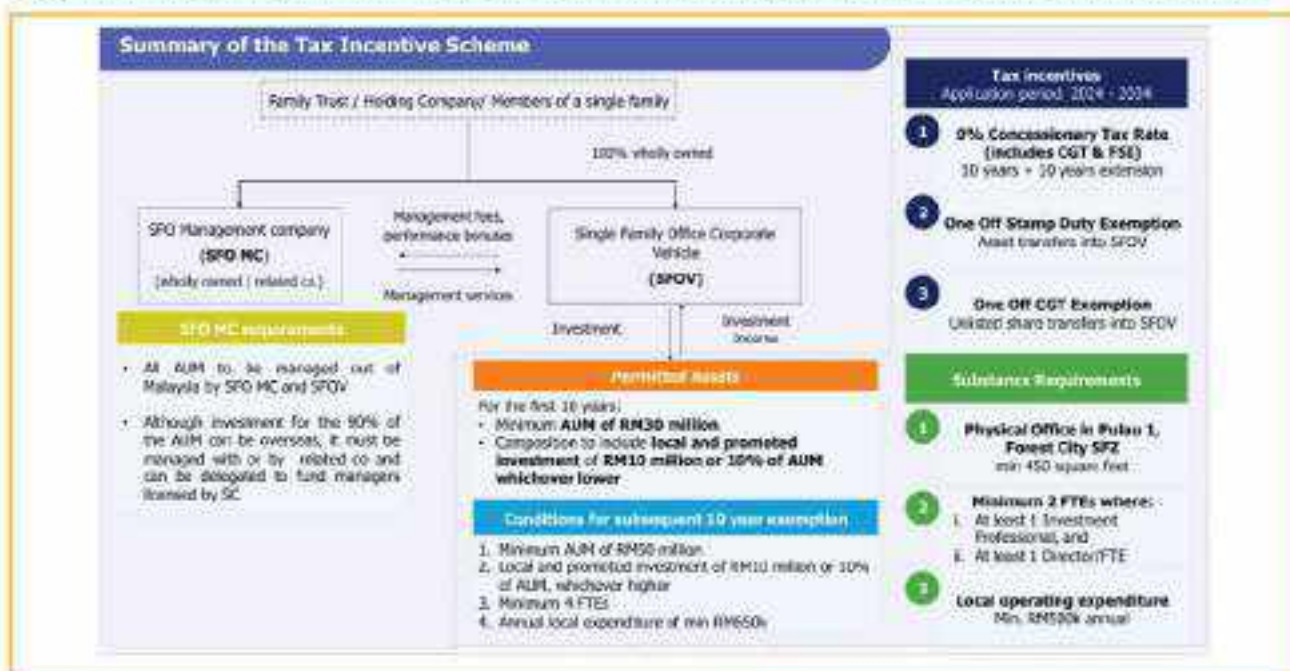 Summary of the Tax Incentive Scheme
Family Trust / Holding Company/ Members of a single family
100% wholly owned
SFO Management company
(SFO MC)
(wholly owned / related co.)
Management fees,
performance bonuses
Management services
Single Family Office Corporate
Vehicle
(SFOV)
Investment
Investment
Income
SFO MC requirements
• All AUM to be managed out of
Malaysia by SFO MC and SFOV
• Although investment for the 90% of
the AUM can be overseas, it must be
managed with or by related co and
can be delegated to fund managers
licensed by SC
Permitted Assets
For the first 10 years:
• Minimum AUM of RM30 million
• Composition to include local and promoted
investment of RM10 million or 10% of AUM
whichever lower
Conditions for subsequent 10 year exemption
1. Minimum AUM of RM50 million
2. Local and promoted investment of RM10 million or 10%
of AUM, whichever higher
3. Minimum 4 FTEs
4. Annual local expenditure of min RM650k
Tax incentives
Application period: 2024 - 2034
1
0% Concessionary Tax Rate
(includes CGT & FSI)
10 years + 10 years extension
2
One Off Stamp Duty Exemption
Asset transfers into SFOV
3
One Off CGT Exemption
Unlisted share transfers into SFOV
Substance Requirements
1
Physical Office in Pulau 1,
Forest City SFZ
min 450 square feet
2
Minimum 2 FTEs where:
i. At least 1 Investment
Professional, and
ii. At least 1 Director/FTE
3
Local operating expenditure
Min. RM500k annual